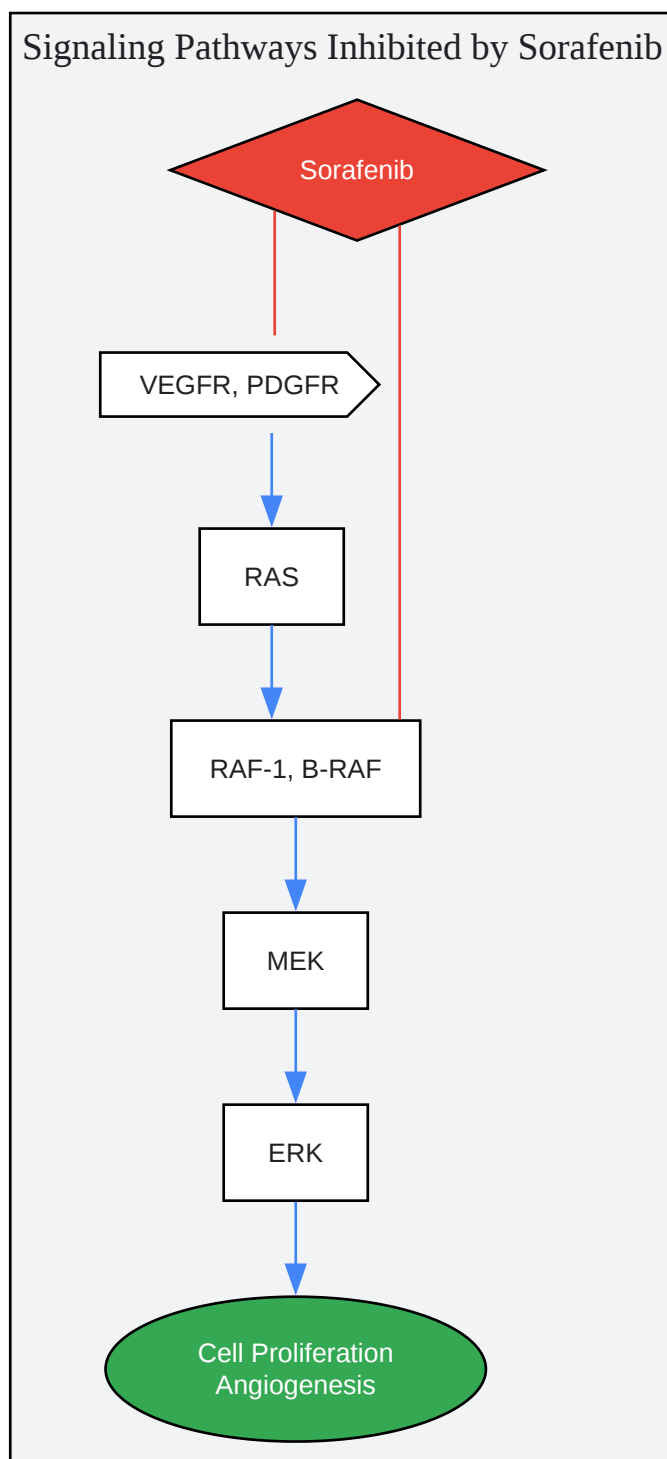 Signaling Pathways Inhibited by Sorafenib
Sorafenib
VEGFR, PDGFR
RAS
RAF-1, B-RAF
MEK
ERK
Cell Proliferation
Angiogenesis